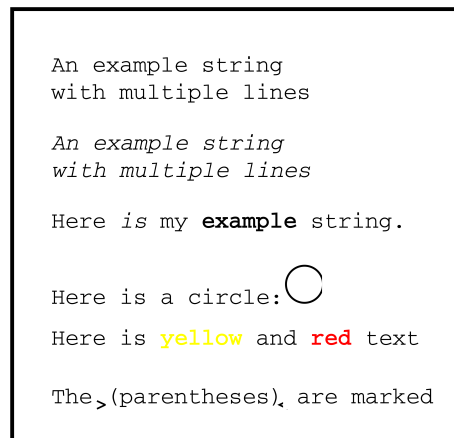 An example string
with multiple lines
An example string
with multiple lines
Here is my example string.
Here is a circle:
Here is yellow and red text
The>(parentheses)< are marked